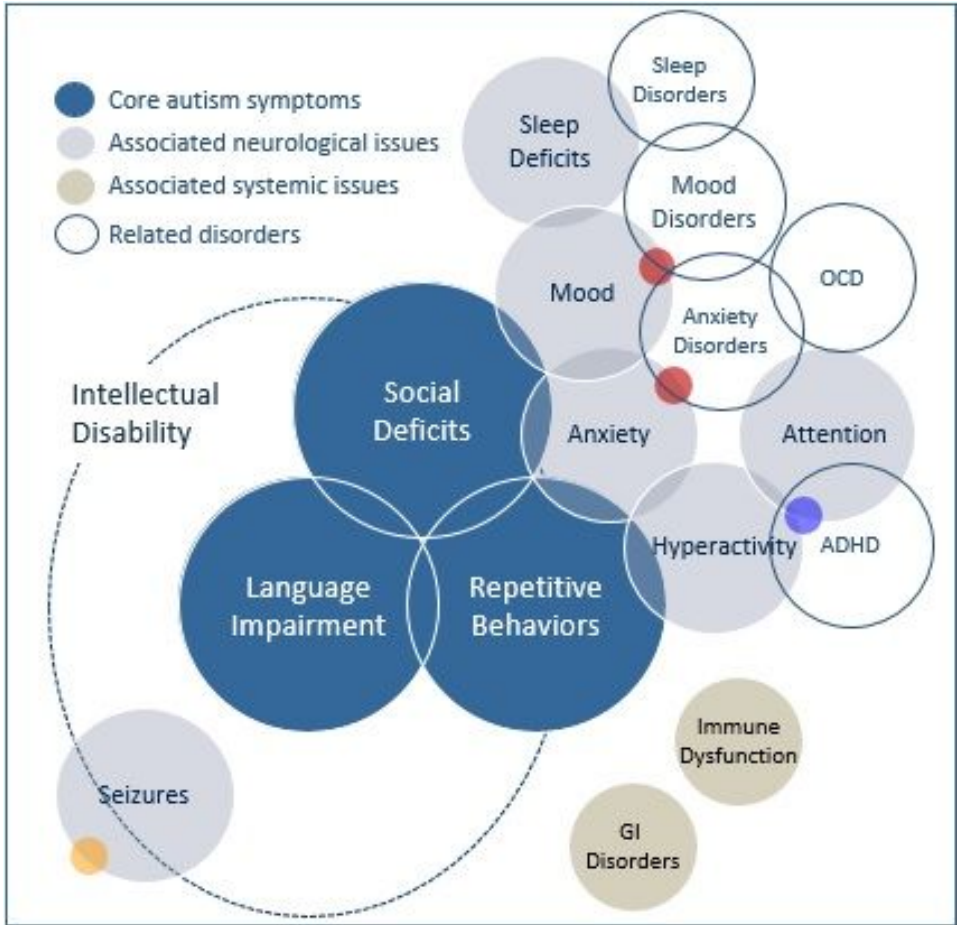 Core autism symptoms
Associated neurological issues
Associated systemic issues
Related disorders
Sleep
Disorders
Sleep
Deficits
Mood
Disorders
OCD
Mood
Anxiety
Disorders
Intellectual
Disability
Social
Deficits
Anxiety
Attention
Hyperactivity
ADHD
Language
Impairment
Repetitive
Behaviors
Immune
Dysfunction
Seizures
GI
Disorders